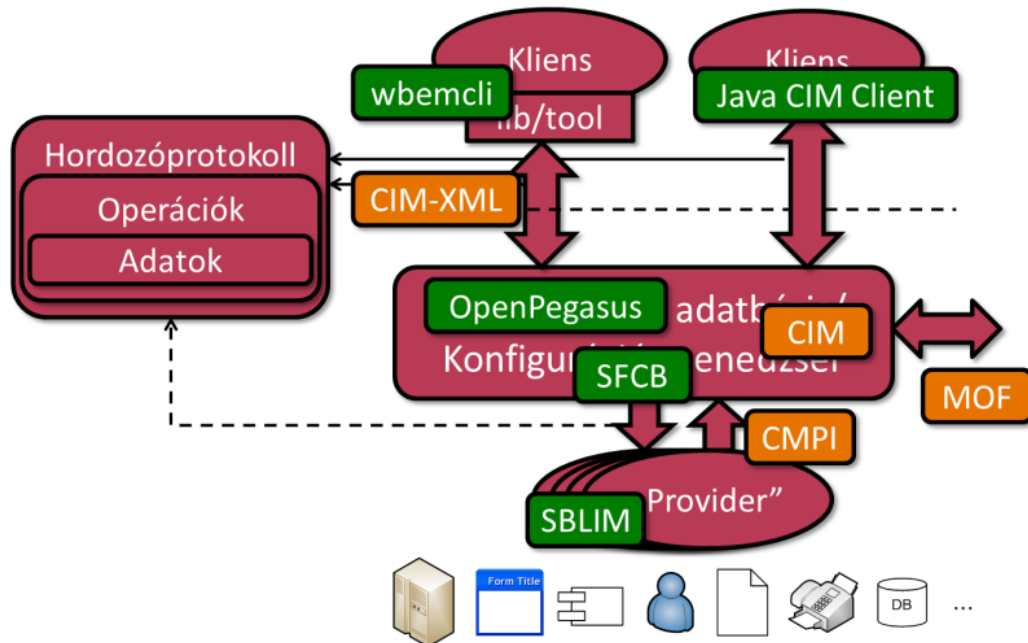 Kliens
wbemcli
lib/tool
Kliens
Java CIM Client
Hordozóprotokoll
Operációk
Adatok
CIM-XML
OpenPegasus
CIM
SFCB
MOF
CMPI
Provider”
SBLIM
Form Title
DB
...